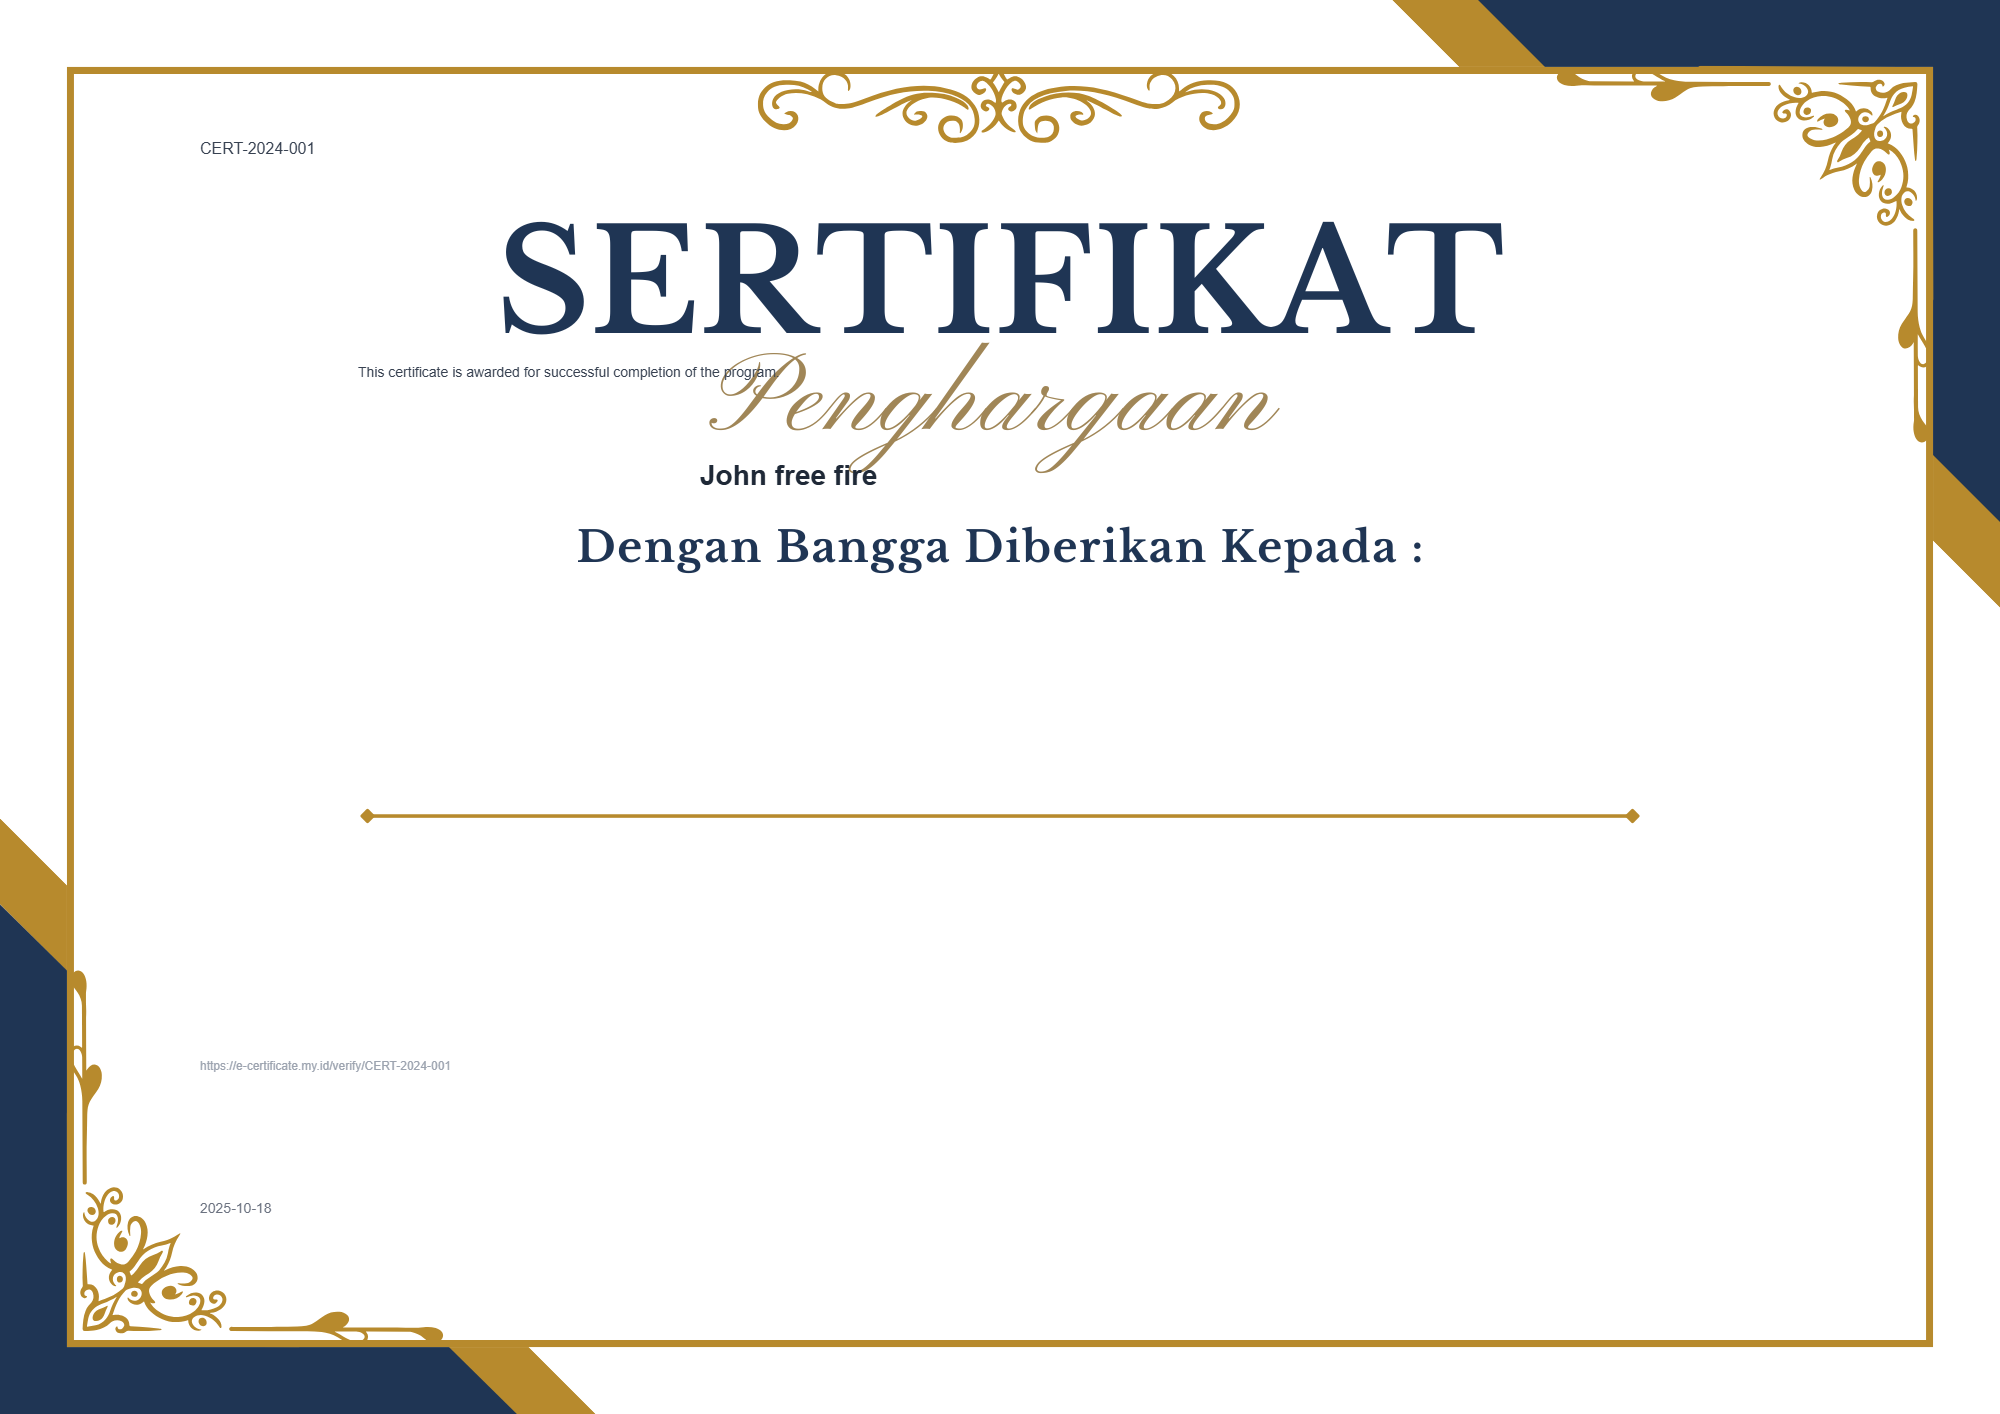 CERT-2024-001
SERTIFIKAT
This certificate is awarded for successful completion of the program.
Penghargaan
John free fire
Dengan Bangga Diberikan Kepada :
https://e-certificate.my.id/verify/CERT-2024-001
2025-10-18